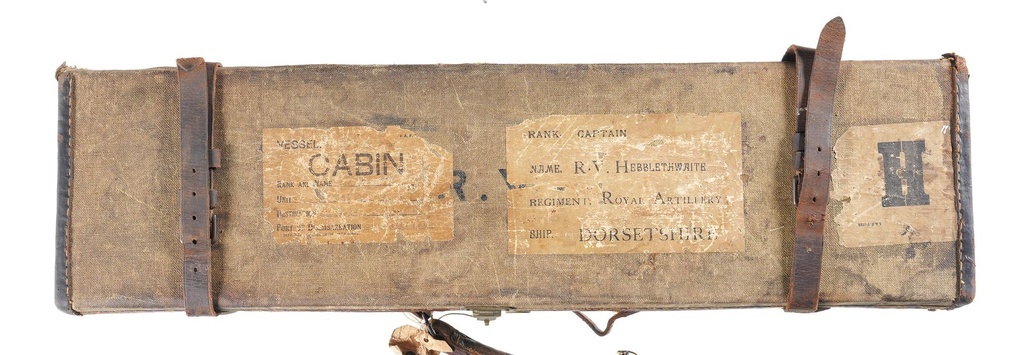 VESSEL,
CABIN
RANK AND NAME
UNIT
PORT OF DISEMBARKATION
R. V.
RANK. CAPTAIN
NAME. R.V. HEBBLETHWAITE
REGIMENT. ROYAL ARTILLERY
SHIP. DORSETSHIRE
H